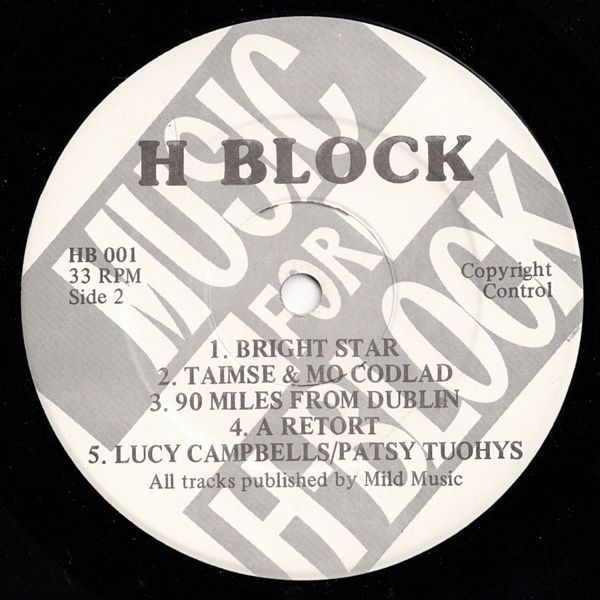 MUSIC
FOR
H-BLOCK
H BLOCK
HB 001
33 RPM
Side 2
Copyright
Control
1. BRIGHT STAR
2. TAIMSE & MO CODLAD
3. 90 MILES FROM DUBLIN
4. A RETORT
5. LUCY CAMPBELLS/PATSY TUOHYS
All tracks published by Mild Music